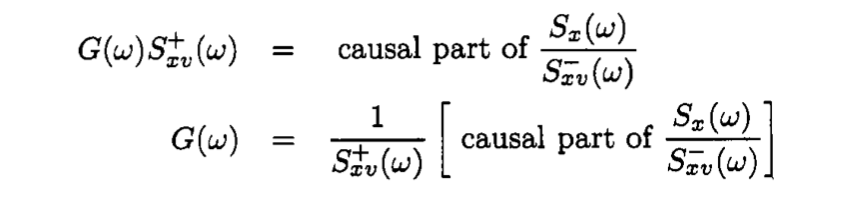 G(ω)S⁺ₓᵥ(ω) = causal part of Sₓ(ω)/S⁻ₓᵥ(ω)
G(ω) = 1/S⁺ₓᵥ(ω) [ causal part of Sₓ(ω)/S⁻ₓᵥ(ω) ]